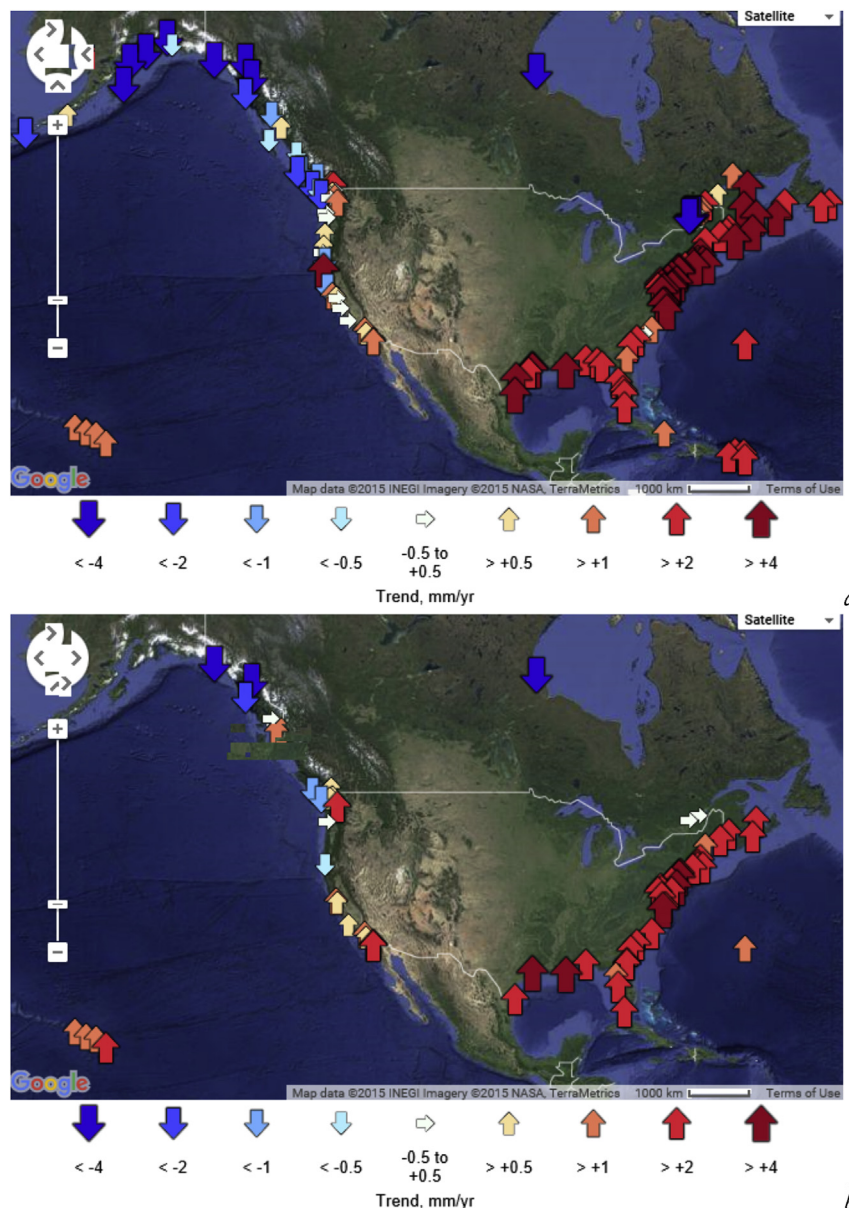 Satellite
+
−
Google
Map data ©2015 INEGI Imagery ©2015 NASA, TerraMetrics 1000 km Terms of Use
< -4 < -2 < -1 < -0.5 -0.5 to +0.5 > +0.5 > +1 > +2 > +4
Trend, mm/yr
Satellite
+
−
Google
Map data ©2015 INEGI Imagery ©2015 NASA, TerraMetrics 1000 km Terms of Use
< -4 < -2 < -1 < -0.5 -0.5 to +0.5 > +0.5 > +1 > +2 > +4
Trend, mm/yr